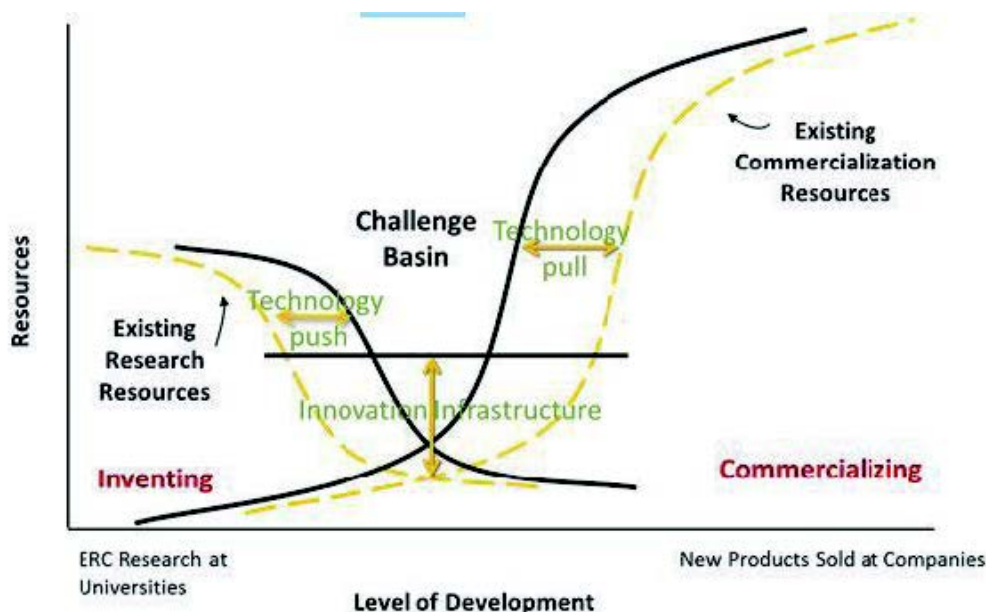 Existing
Commercialization
Resources
Challenge
Basin
Technology
pull
Resources
Technology
push
Existing
Research
Resources
Innovation Infrastructure
Inventing
Commercializing
ERC Research at
Universities
New Products Sold at Companies
Level of Development